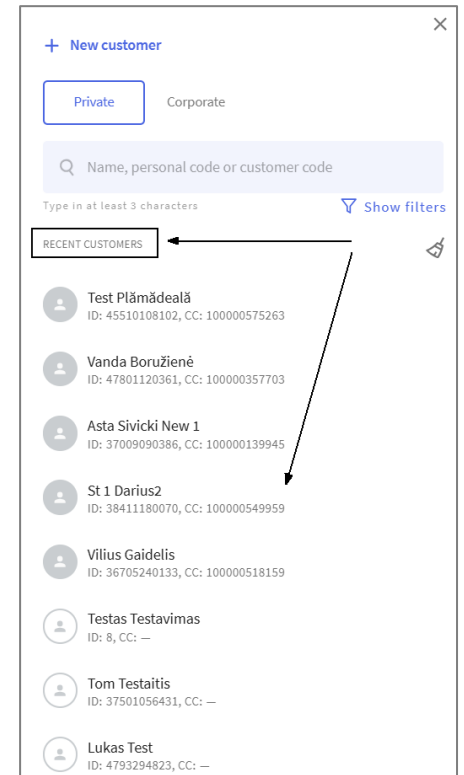 + New customer
Private
Corporate
Name, personal code or customer code
Type in at least 3 characters
Show filters
RECENT CUSTOMERS
Test Plămădeală
ID: 45510108102, CC: 100000575263
Vanda Boružienė
ID: 47801120361, CC: 100000357703
Asta Sivicki New 1
ID: 37009090386, CC: 100000139945
St 1 Darius2
ID: 38411180070, CC: 100000549959
Vilius Gaidelis
ID: 36705240133, CC: 100000518159
Testas Testavimas
ID: 8, CC: —
Tom Testaitis
ID: 37501056431, CC: —
Lukas Test
ID: 4793294823, CC: —